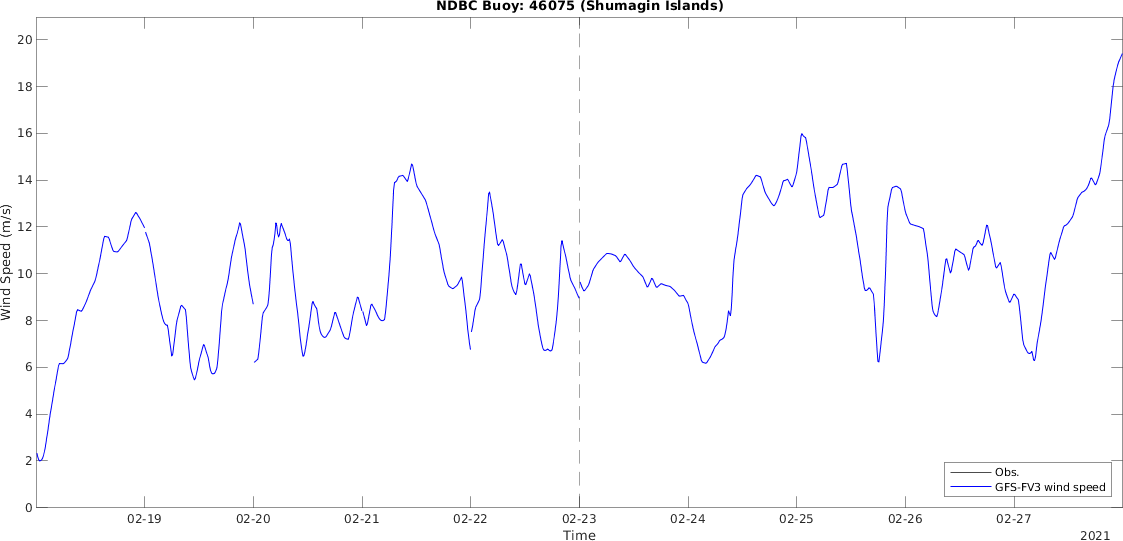 NDBC Buoy: 46075 (Shumagin Islands)
20
18
16
14
12
10
8
6
4
2
0
Wind Speed (m/s)
02-19 02-20 02-21 02-22 02-23 02-24 02-25 02-26 02-27
Time
2021
Obs.
GFS-FV3 wind speed